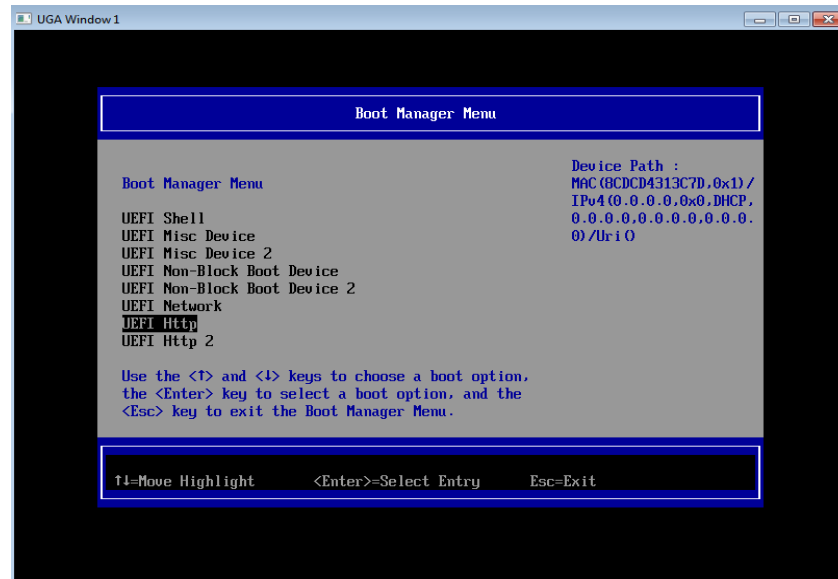 UGA Window 1
Boot Manager Menu
Boot Manager Menu
UEFI Shell
UEFI Misc Device
UEFI Misc Device 2
UEFI Non-Block Boot Device
UEFI Non-Block Boot Device 2
UEFI Network
UEFI Http
UEFI Http 2
Use the <↑> and <↓> keys to choose a boot option,
the <Enter> key to select a boot option, and the
<Esc> key to exit the Boot Manager Menu.
Device Path :
MAC(8CDCD4313C7D,0x1)/
IPv4(0.0.0.0,0x0,DHCP,
0.0.0.0,0.0.0.0,0.0.0.
0)/Uri()
↑↓=Move Highlight <Enter>=Select Entry Esc=Exit